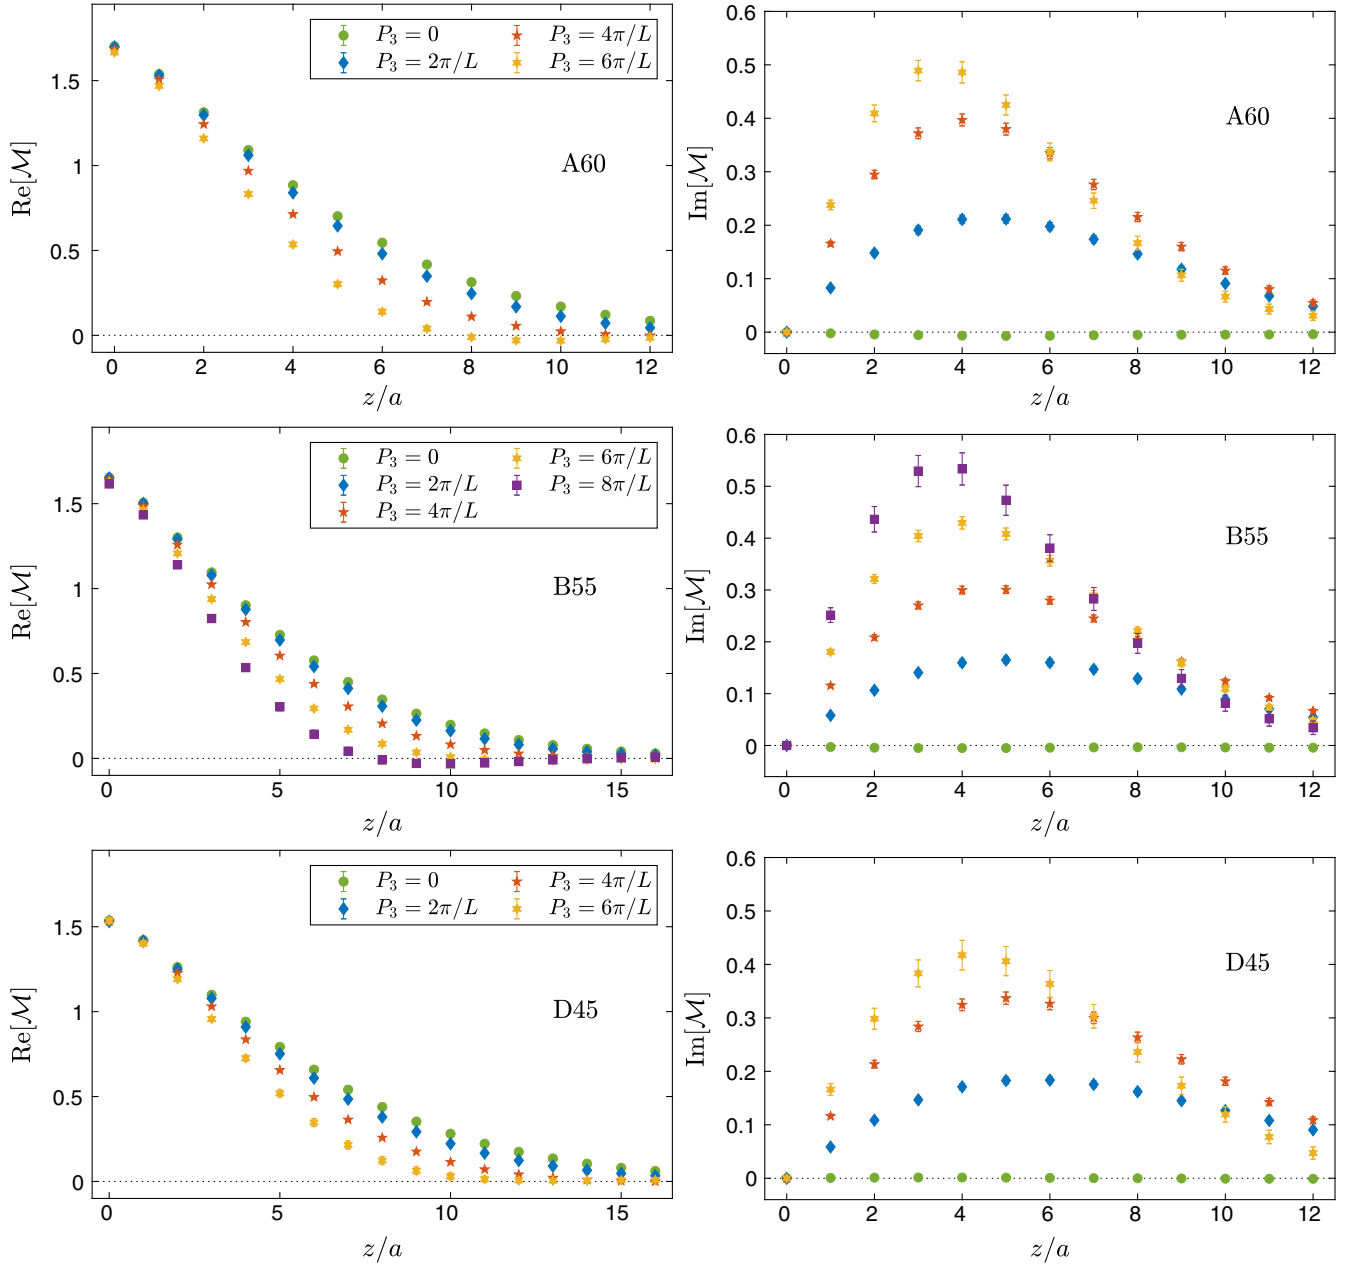 Re[ℳ]
1.5
1
0.5
0
P₃ = 0
P₃ = 4π/L
P₃ = 2π/L
P₃ = 6π/L
A60
0 2 4 6 8 10 12
z/a
Im[ℳ]
0.6
0.5
0.4
0.3
0.2
0.1
0
A60
0 2 4 6 8 10 12
z/a
Re[ℳ]
1.5
1
0.5
0
P₃ = 0
P₃ = 6π/L
P₃ = 2π/L
P₃ = 8π/L
P₃ = 4π/L
B55
0 5 10 15
z/a
Im[ℳ]
0.6
0.5
0.4
0.3
0.2
0.1
0
B55
0 2 4 6 8 10 12
z/a
Re[ℳ]
1.5
1
0.5
0
P₃ = 0
P₃ = 4π/L
P₃ = 2π/L
P₃ = 6π/L
D45
0 5 10 15
z/a
Im[ℳ]
0.6
0.5
0.4
0.3
0.2
0.1
0
D45
0 2 4 6 8 10 12
z/a